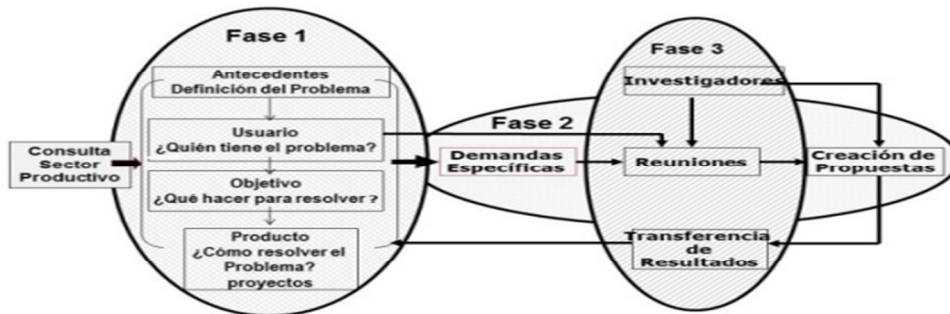 Fase 1
Antecedentes
Definición del Problema
Usuario
¿Quién tiene el problema?
Consulta
Sector
Productivo
Objetivo
¿Qué hacer para resolver?
Producto
¿Cómo resolver el
Problema?
proyectos
Fase 2
Demandas
Específicas
Fase 3
Investigadores
Reuniones
Creación de
Propuestas
Transferencia
de
Resultados